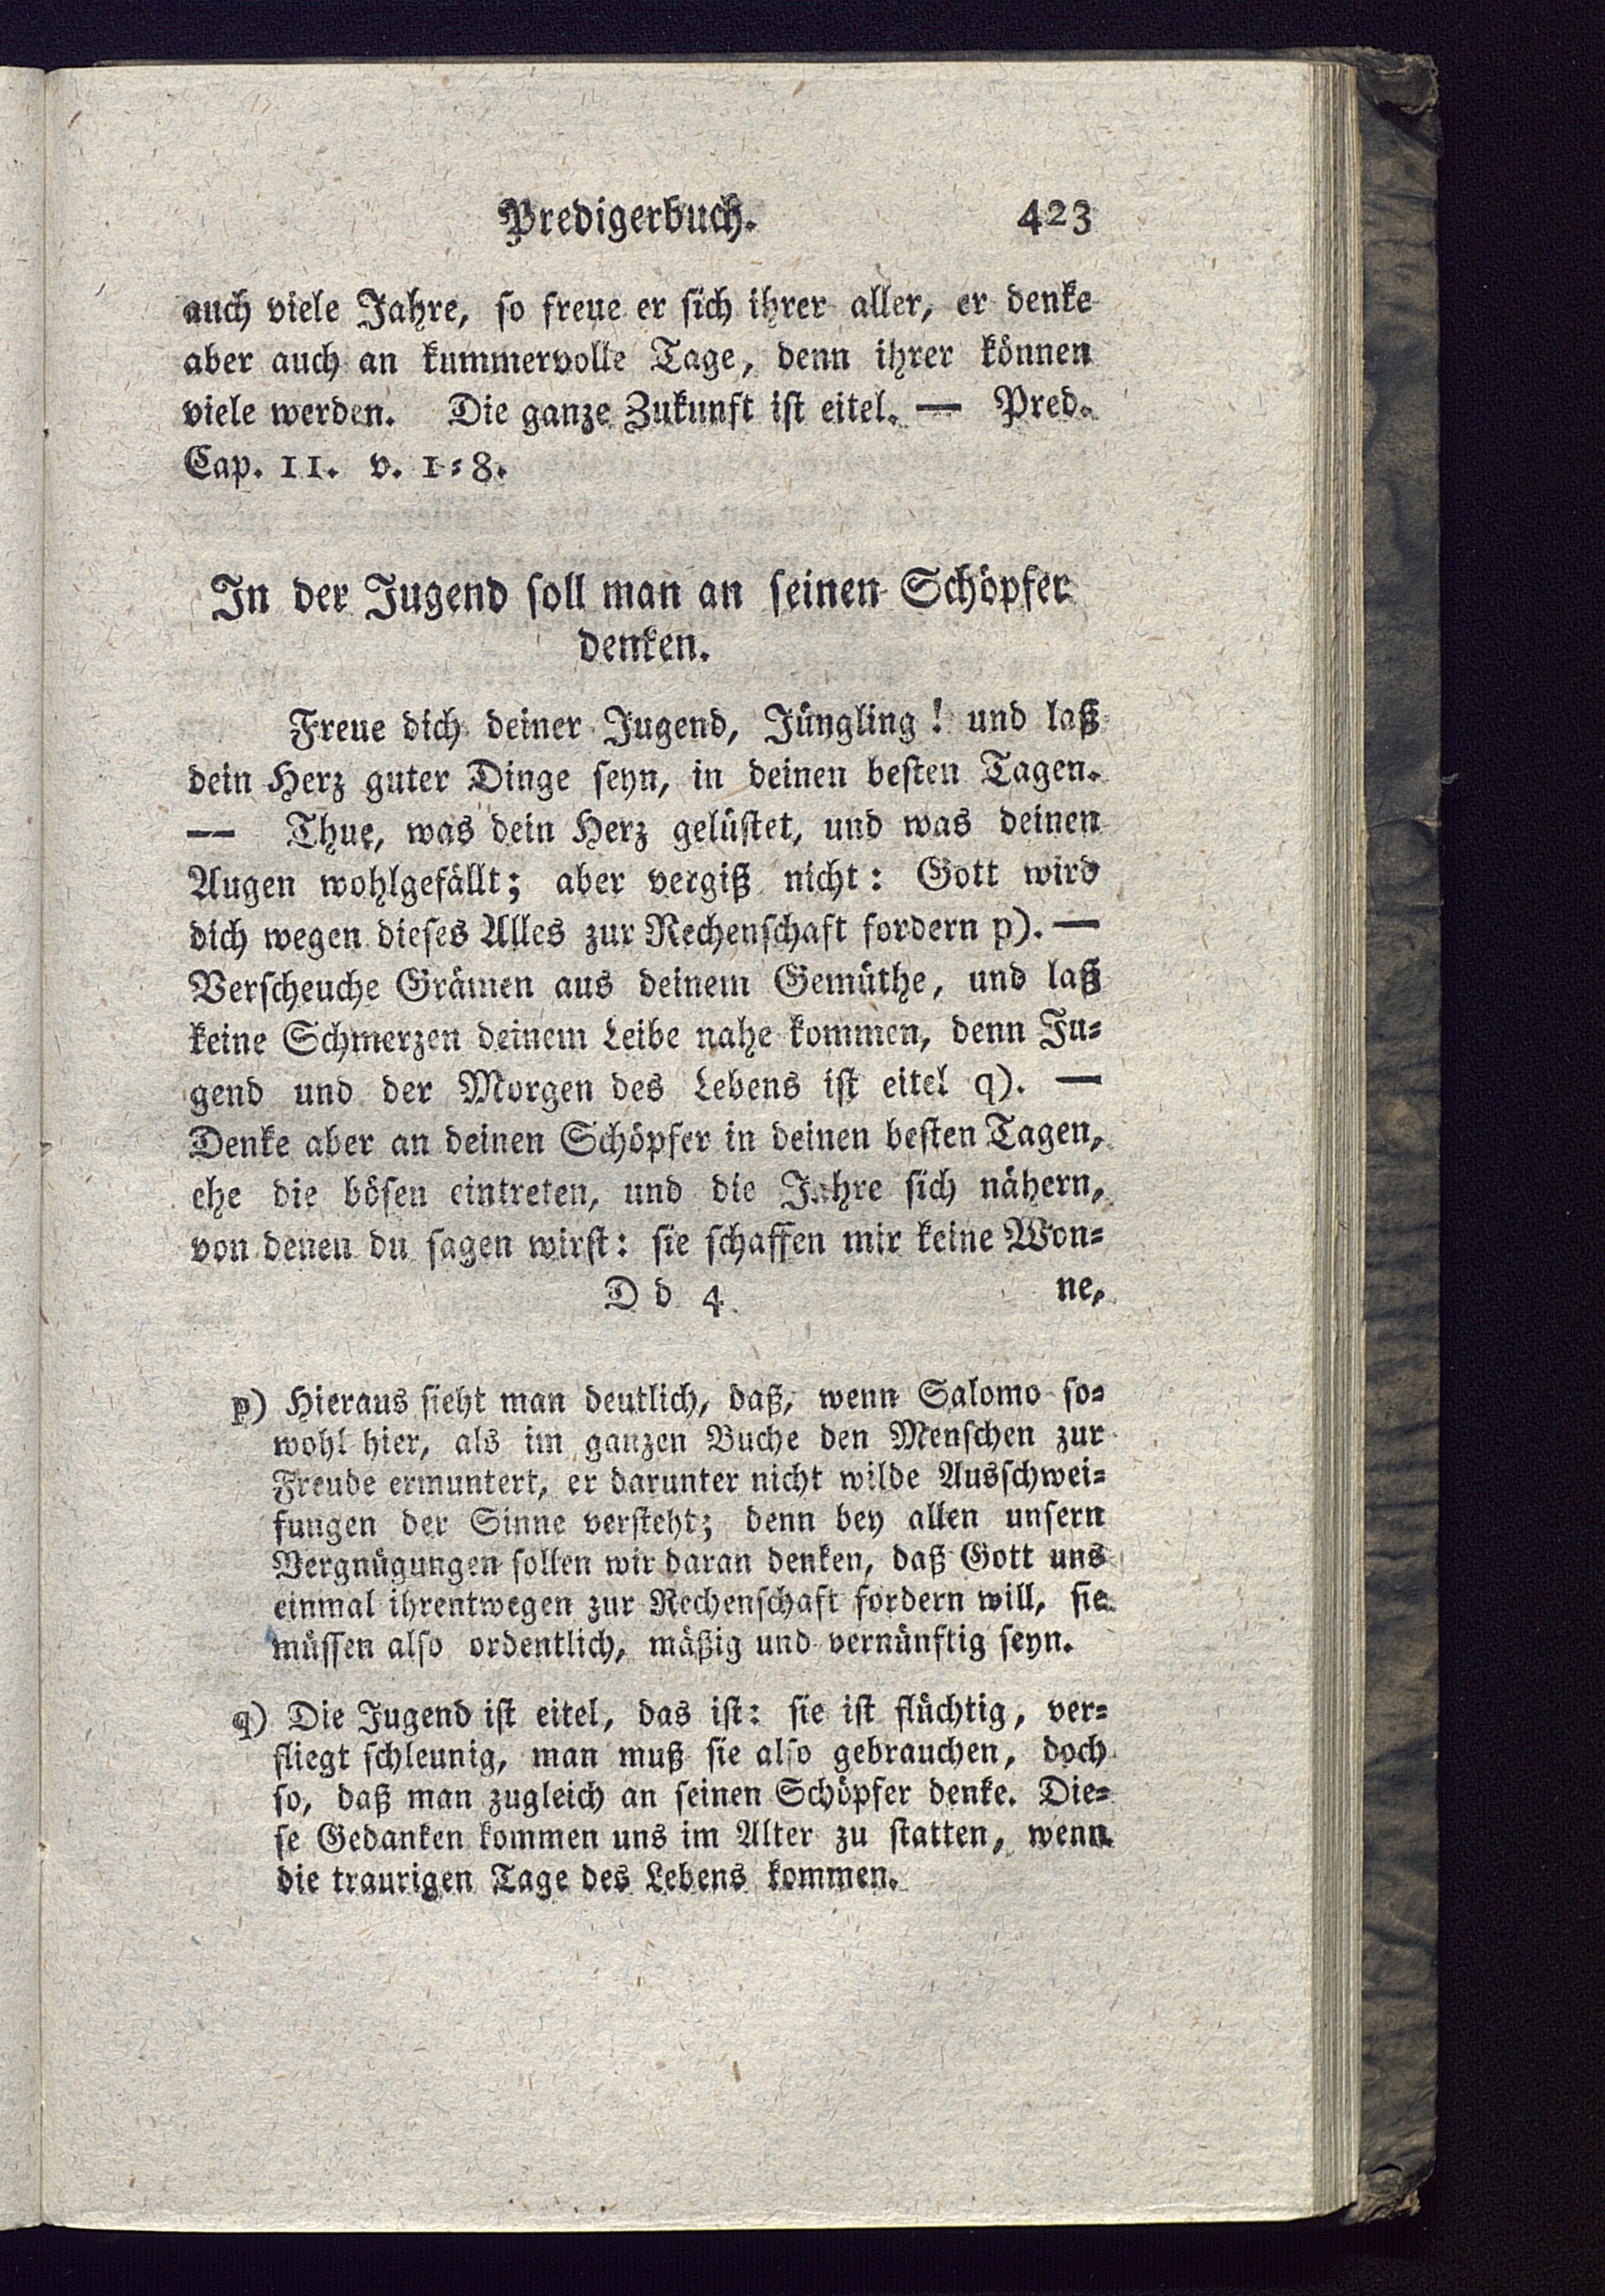 Predigerbuch. 423
auch viele Jahre, so freue er sich ihrer aller, er denke
aber auch an kummervolle Tage, denn ihrer können
viele werden. Die ganze Zukunft ist eitel. — Pred.
Cap. 11. v. 1=8.
In der Jugend soll man an seinen Schöpfer
denken.
Freue dich deiner Jugend, Jüngling! und laß
dein Herz guter Dinge seyn, in deinen besten Tagen.
— Thue, was dein Herz gelüstet, und was deinen
Augen wohlgefällt; aber vergiß nicht: Gott wird
dich wegen dieses Alles zur Rechenschaft fordern p). —
Verscheuche Grämen aus deinem Gemüthe, und laß
keine Schmerzen deinem Leibe nahe kommen, denn Ju=
gend und der Morgen des Lebens ist eitel q). —
Denke aber an deinen Schöpfer in deinen besten Tagen,
ehe die bösen eintreten, und die Jahre sich nähern,
von denen du sagen wirst: sie schaffen mir keine Won=
D d 4 ne,
p) Hieraus sieht man deutlich, daß, wenn Salomo so=
wohl hier, als im ganzen Buche den Menschen zur
Freude ermuntert, er darunter nicht wilde Ausschwei=
fungen der Sinne versteht; denn bey allen unsern
Vergnügungen sollen wir daran denken, daß Gott uns
einmal ihrentwegen zur Rechenschaft fordern will, sie
müssen also ordentlich, mäßig und vernünftig seyn.
q) Die Jugend ist eitel, das ist: sie ist flüchtig, ver=
fliegt schleunig, man muß sie also gebrauchen, doch
so, daß man zugleich an seinen Schöpfer denke. Die=
se Gedanken kommen uns im Alter zu statten, wenn
die traurigen Tage des Lebens kommen.